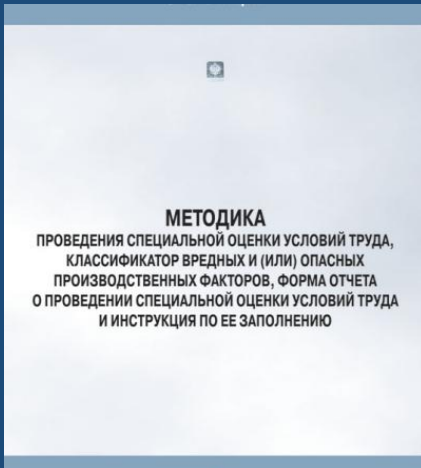 МЕТОДИКА
ПРОВЕДЕНИЯ СПЕЦИАЛЬНОЙ ОЦЕНКИ УСЛОВИЙ ТРУДА,
КЛАССИФИКАТОР ВРЕДНЫХ И (ИЛИ) ОПАСНЫХ
ПРОИЗВОДСТВЕННЫХ ФАКТОРОВ, ФОРМА ОТЧЕТА
О ПРОВЕДЕНИИ СПЕЦИАЛЬНОЙ ОЦЕНКИ УСЛОВИЙ ТРУДА
И ИНСТРУКЦИЯ ПО ЕЕ ЗАПОЛНЕНИЮ